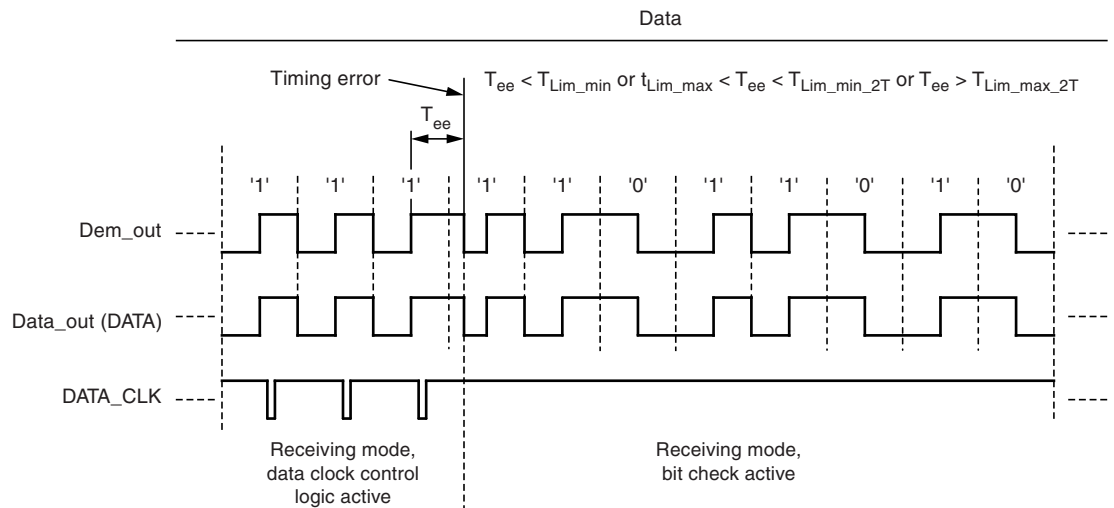 Data
Timing error
T_ee < T_Lim_min or t_Lim_max < T_ee < T_Lim_min_2T or T_ee > T_Lim_max_2T
T_ee
'1' '1' '1' '1' '1' '0' '1' '1' '0' '1' '0'
Dem_out
Data_out (DATA)
DATA_CLK
Receiving mode,
data clock control
logic active
Receiving mode,
bit check active